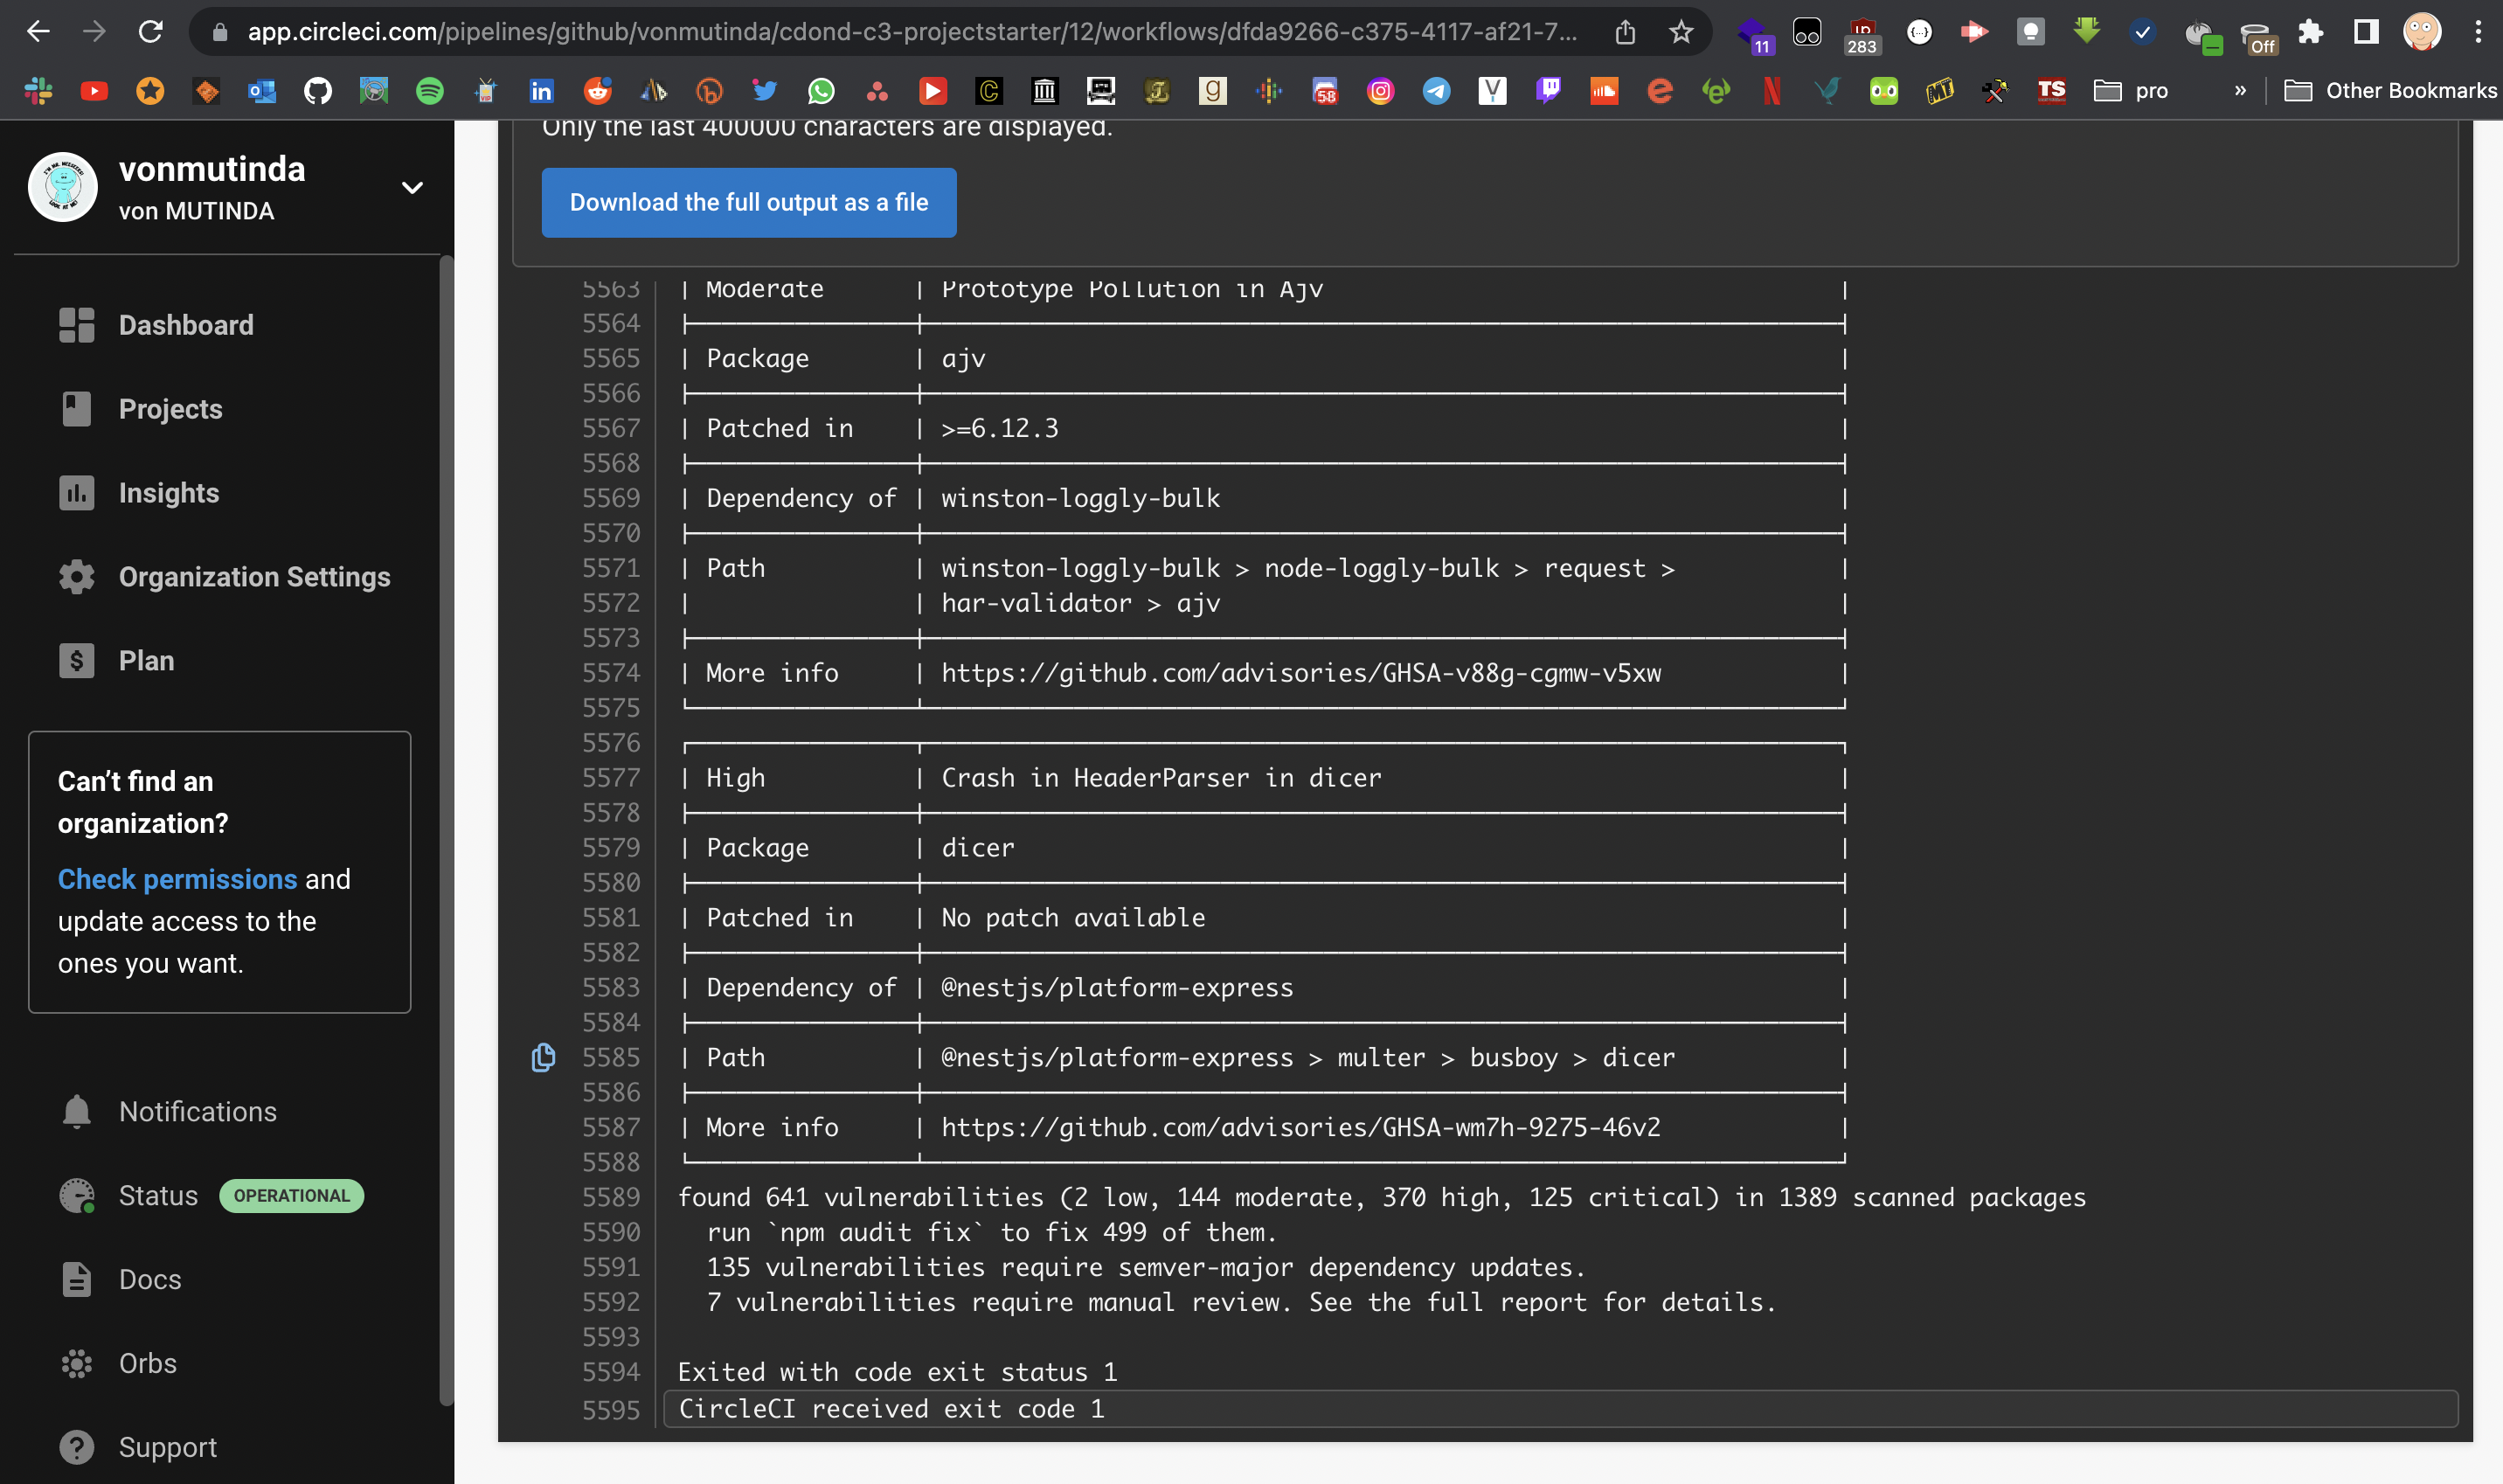 app.circleci.com/pipelines/github/vonmutinda/cdond-c3-projectstarter/12/workflows/dfda9266-c375-4117-af21-7...
11
283
Off
58
MT
TS
pro
»
Other Bookmarks
vonmutinda
von MUTINDA
Dashboard
Projects
Insights
Organization Settings
Plan
Can’t find an
organization?
Check permissions and
update access to the
ones you want.
Notifications
Status OPERATIONAL
Docs
Orbs
Support
Only the last 400000 characters are displayed.
Download the full output as a file
5563 | Moderate | Prototype Pollution in Ajv |
5564
5565 | Package | ajv |
5566
5567 | Patched in | >=6.12.3 |
5568
5569 | Dependency of | winston-loggly-bulk |
5570
5571 | Path | winston-loggly-bulk > node-loggly-bulk > request > |
5572 | | har-validator > ajv |
5573
5574 | More info | https://github.com/advisories/GHSA-v88g-cgmw-v5xw |
5575
5576
5577 | High | Crash in HeaderParser in dicer |
5578
5579 | Package | dicer |
5580
5581 | Patched in | No patch available |
5582
5583 | Dependency of | @nestjs/platform-express |
5584
5585 | Path | @nestjs/platform-express > multer > busboy > dicer |
5586
5587 | More info | https://github.com/advisories/GHSA-wm7h-9275-46v2 |
5588
5589 found 641 vulnerabilities (2 low, 144 moderate, 370 high, 125 critical) in 1389 scanned packages
5590 run `npm audit fix` to fix 499 of them.
5591 135 vulnerabilities require semver-major dependency updates.
5592 7 vulnerabilities require manual review. See the full report for details.
5593
5594 Exited with code exit status 1
5595 CircleCI received exit code 1